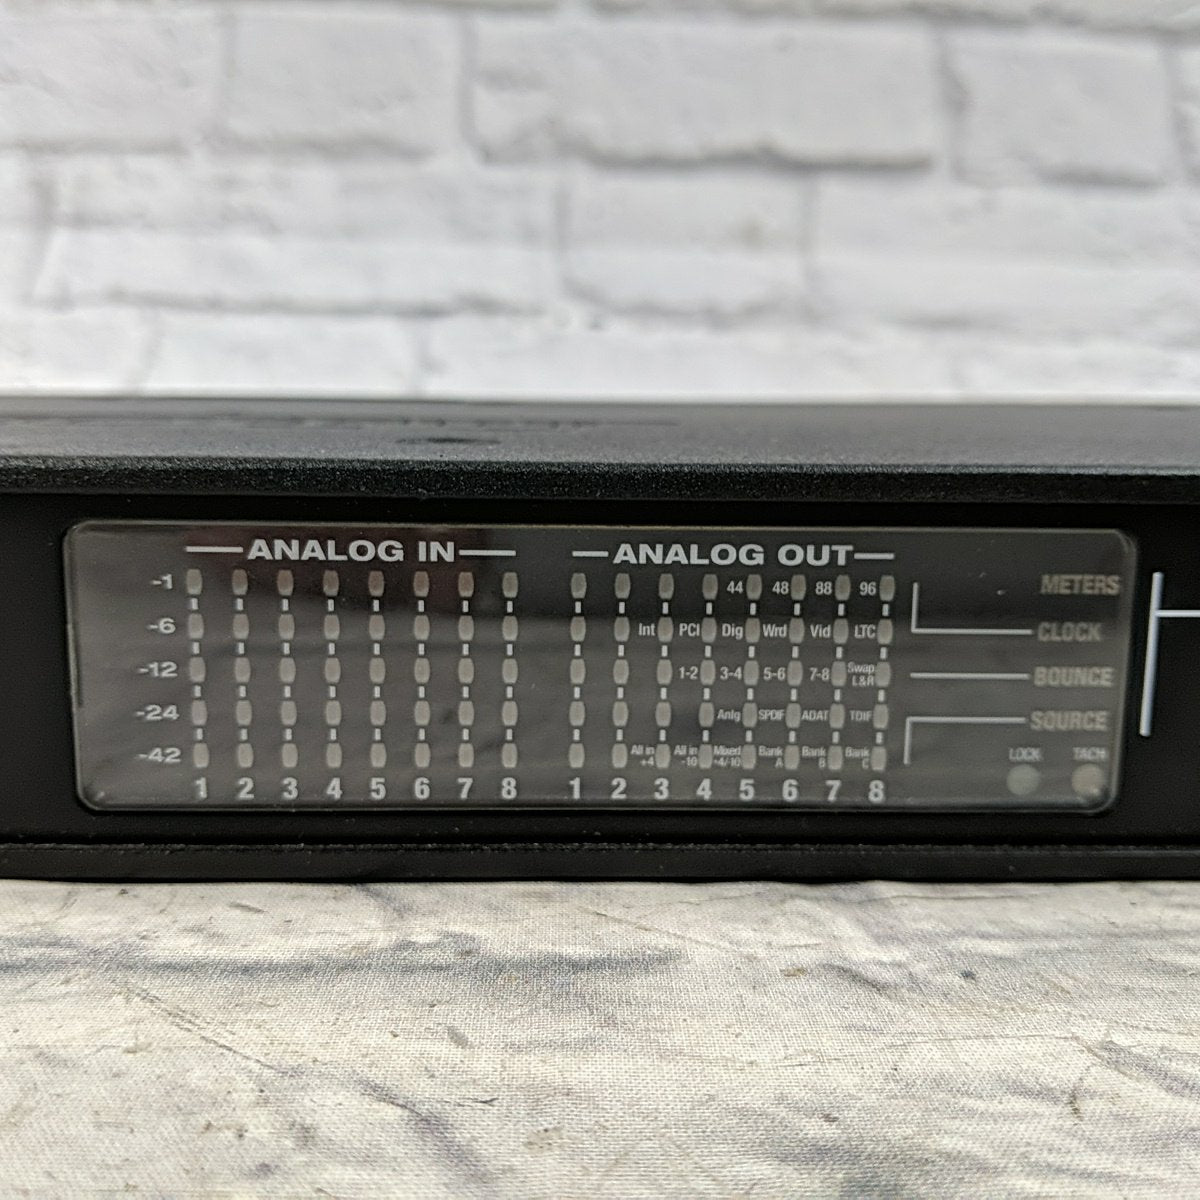 ANALOG IN ANALOG OUT
-1 44 48 88 96 METERS
-6 Int PCI Dig Wrd Vid LTC CLOCK
-12 1-2 3-4 5-6 7-8 Swap L&R BOUNCE
-24 Anlg SPDIF ADAT TDIF SOURCE
-42 All in +4 All in -10 Mixed +4/-10 Bank A Bank B Bank C LOCK TACH
1 2 3 4 5 6 7 8 1 2 3 4 5 6 7 8